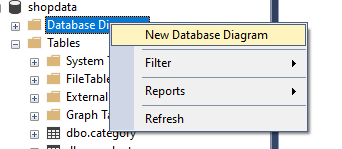 shopdata
Database Di
New Database Diagram
Tables
System T
Filter
FileTable
External
Reports
Graph Ta
Refresh
dbo.category